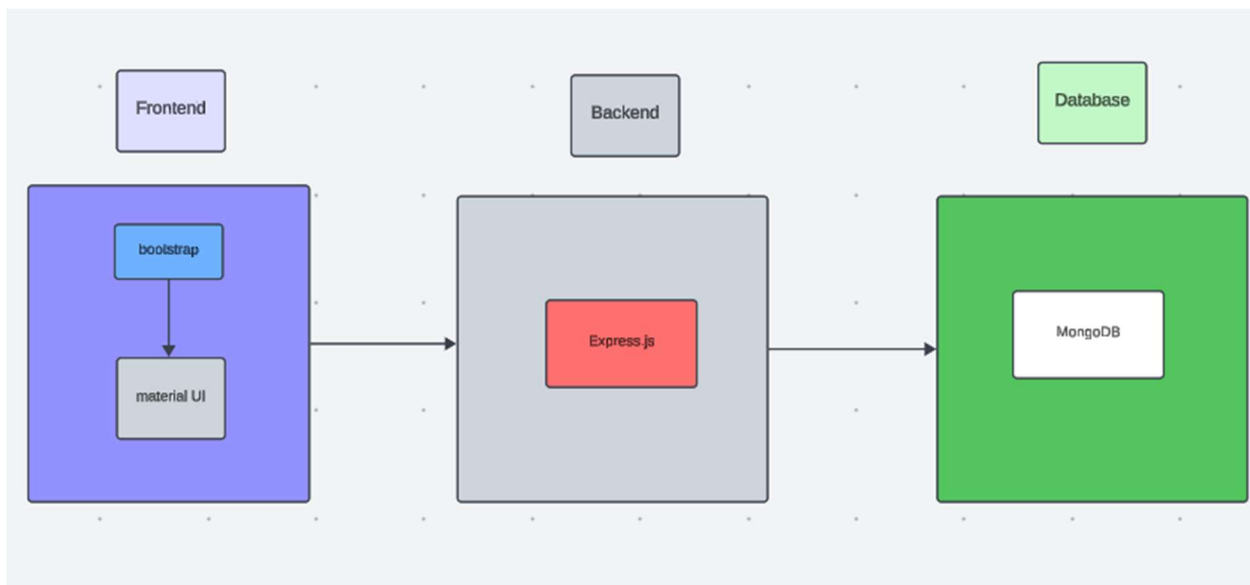 Frontend
Backend
Database
bootstrap
material UI
Express.js
MongoDB